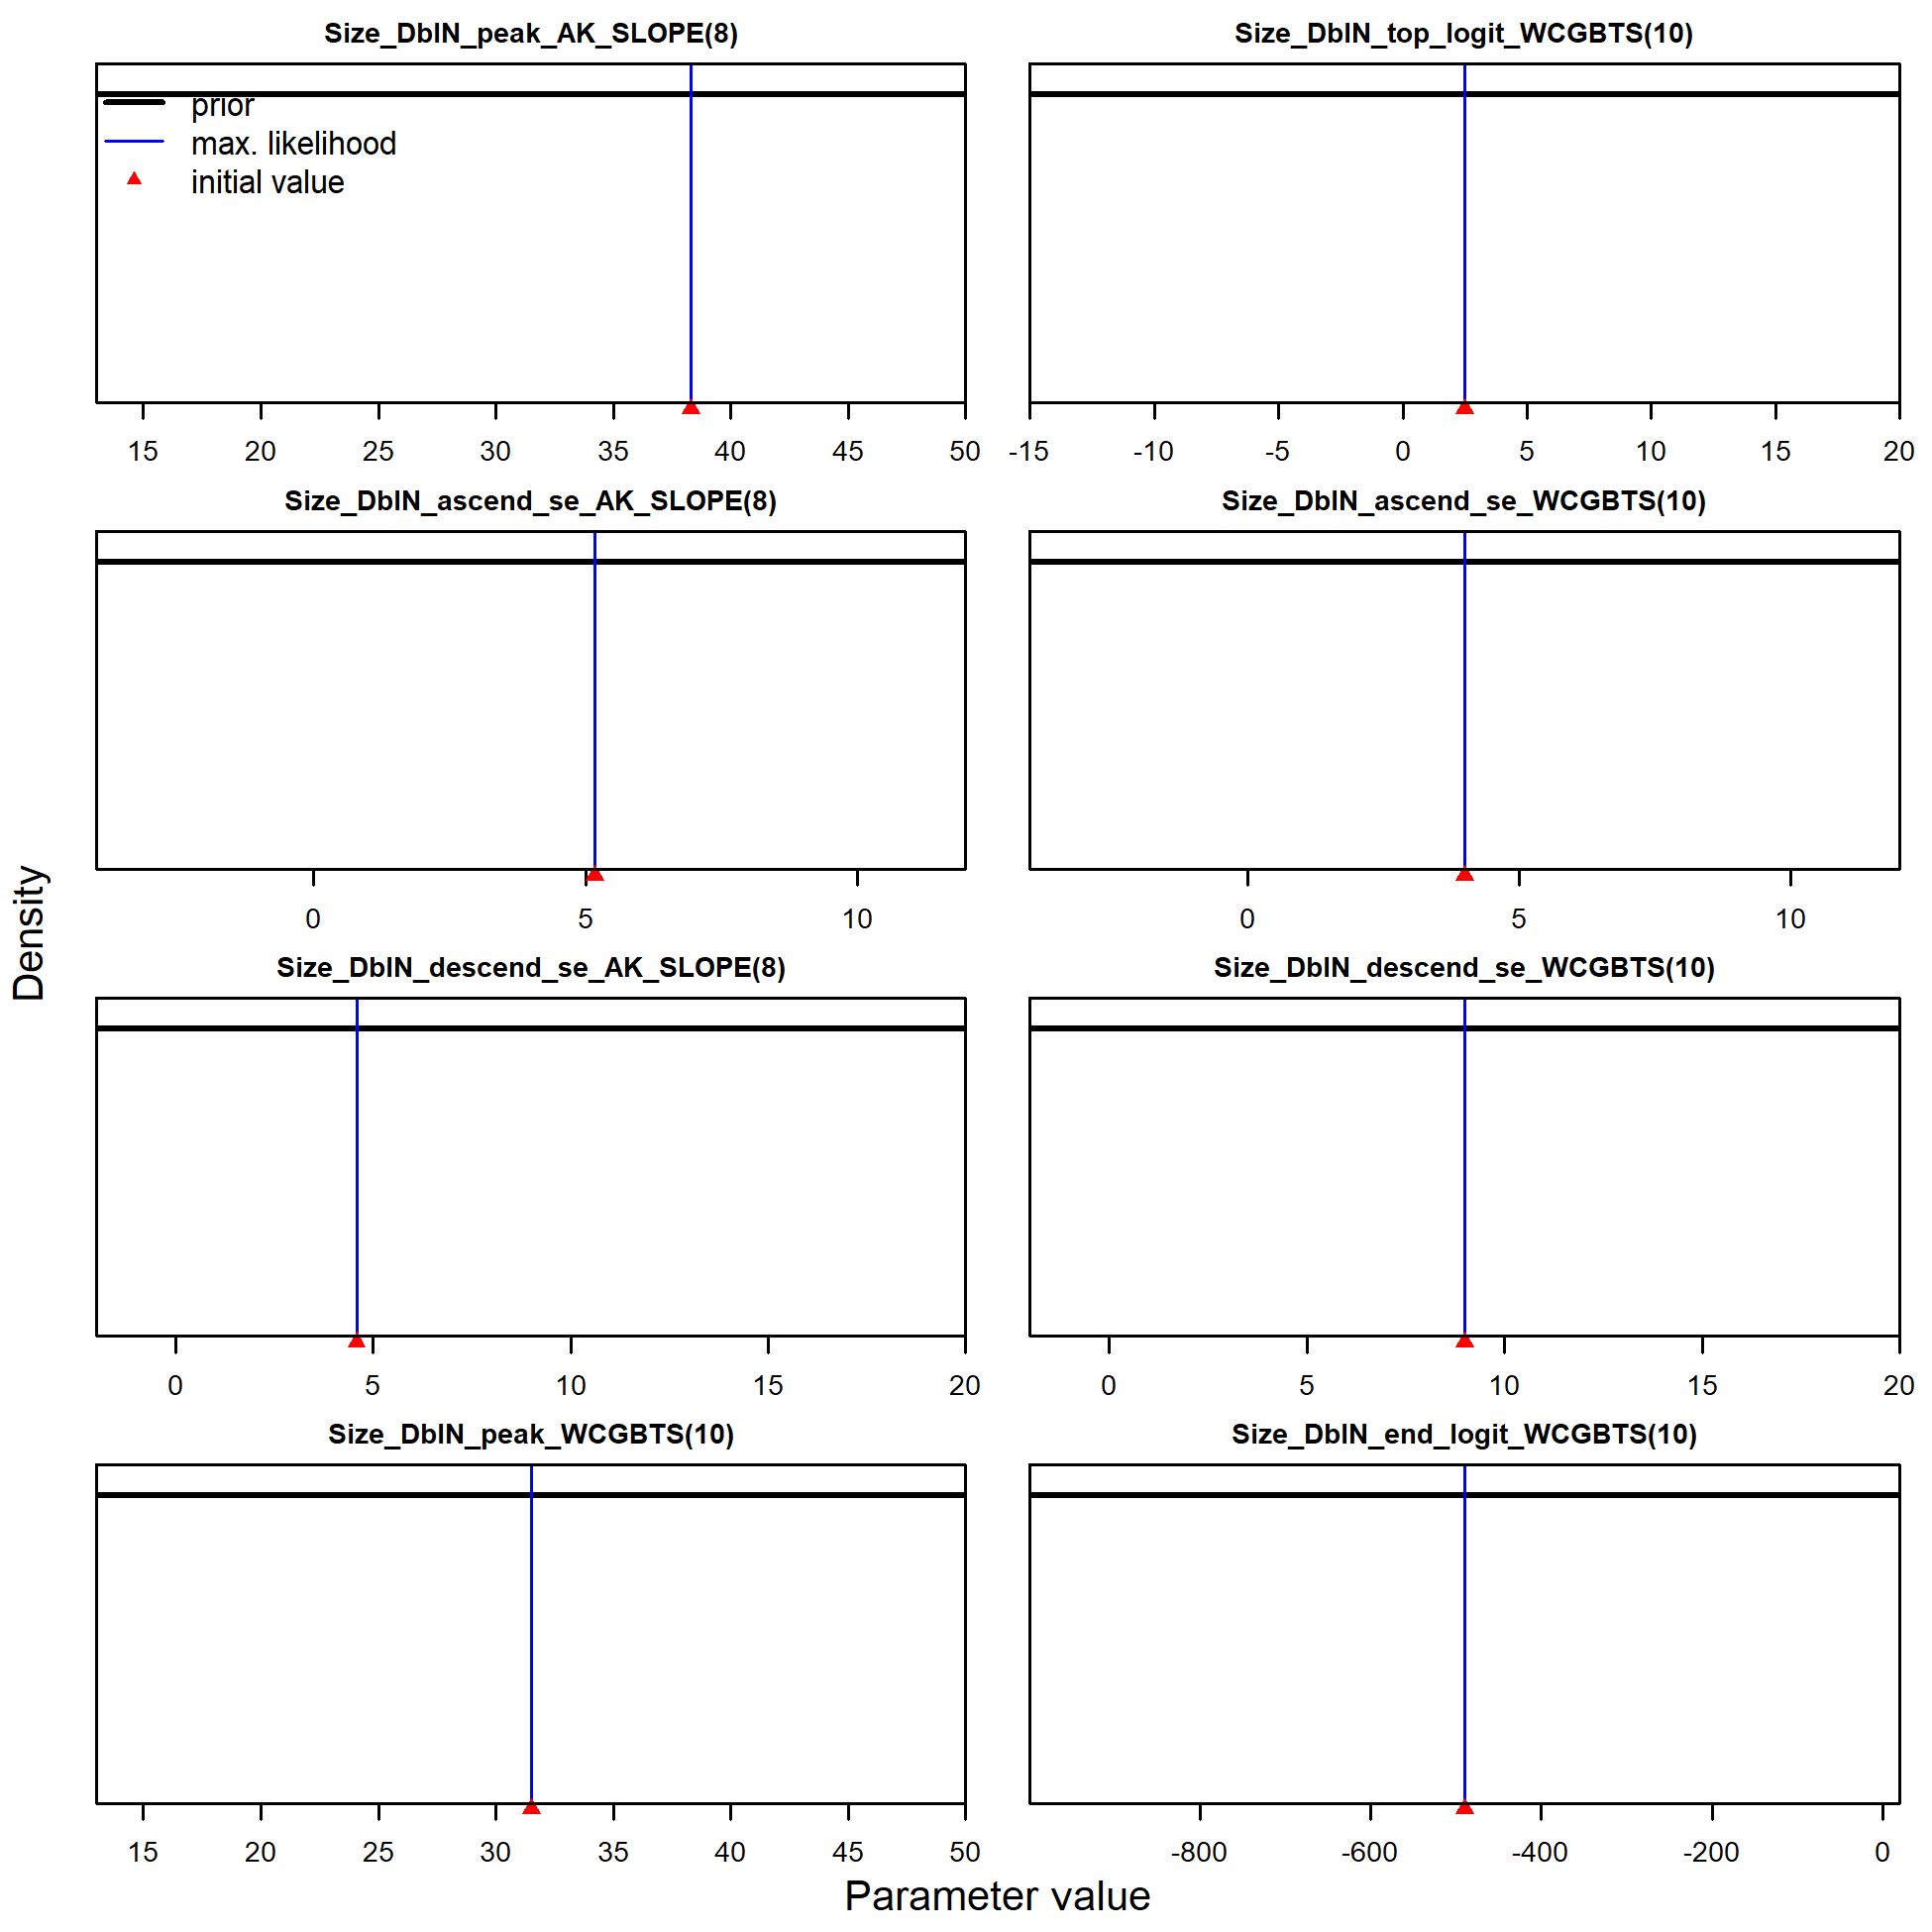 Size_DblN_peak_AK_SLOPE(8)
prior
max. likelihood
initial value
15 20 25 30 35 40 45 50
Size_DblN_top_logit_WCGBTS(10)
-15 -10 -5 0 5 10 15 20
Size_DblN_ascend_se_AK_SLOPE(8)
0 5 10
Size_DblN_ascend_se_WCGBTS(10)
0 5 10
Size_DblN_descend_se_AK_SLOPE(8)
0 5 10 15 20
Size_DblN_descend_se_WCGBTS(10)
0 5 10 15 20
Size_DblN_peak_WCGBTS(10)
15 20 25 30 35 40 45 50
Size_DblN_end_logit_WCGBTS(10)
-800 -600 -400 -200 0
Density
Parameter value